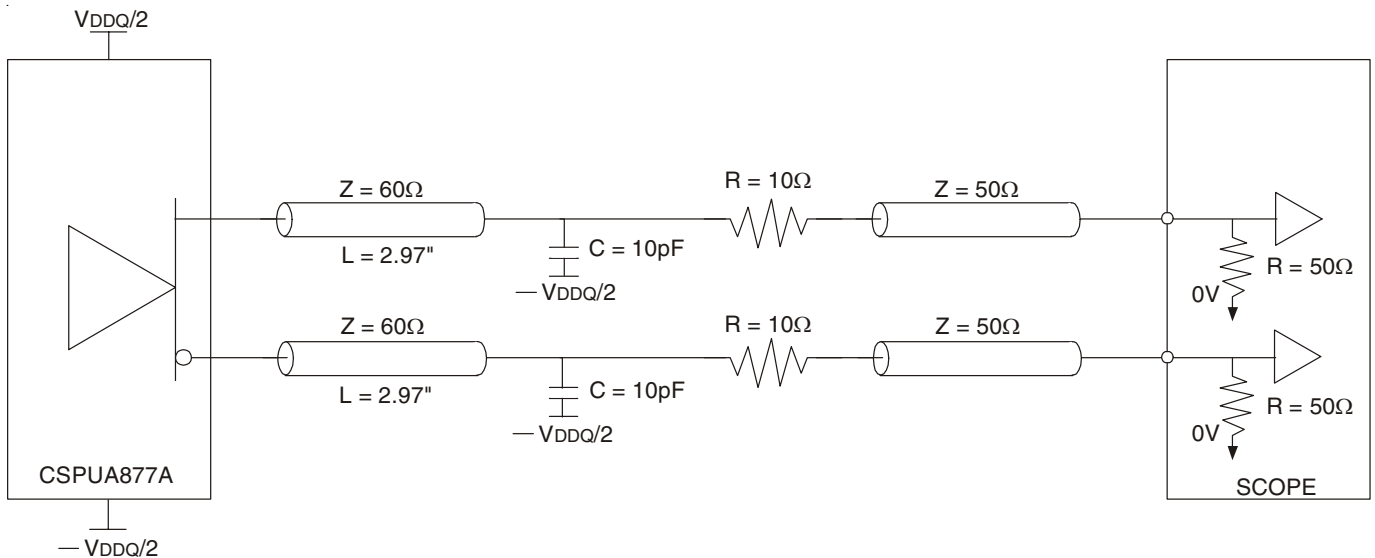 VDDQ/2
Z = 60Ω
R = 10Ω
Z = 50Ω
L = 2.97"
C = 10pF
— VDDQ/2
R = 50Ω
0V
Z = 60Ω
R = 10Ω
Z = 50Ω
L = 2.97"
C = 10pF
— VDDQ/2
R = 50Ω
0V
CSPUA877A
SCOPE
— VDDQ/2